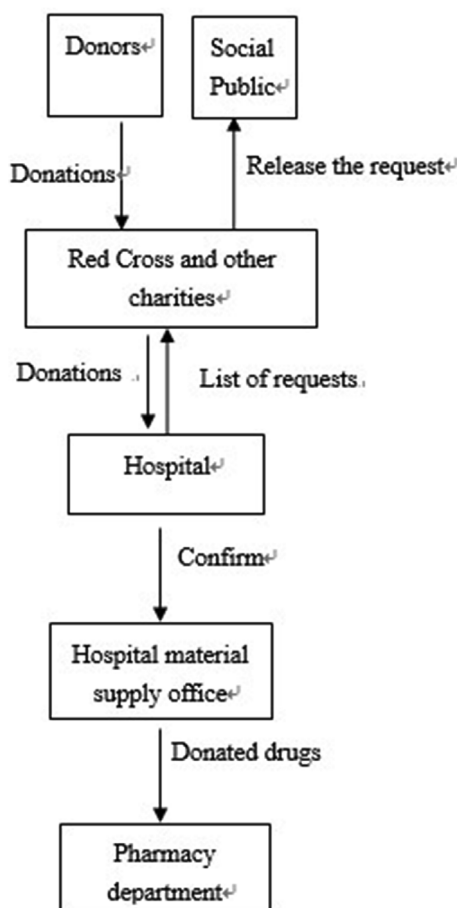 Donors↵
Social
Public↵
Donations↵
Release the request↵
Red Cross and other
charities↵
Donations
List of requests
Hospital↵
Confirm↵
Hospital material
supply office↵
Donated drugs
Pharmacy
department↵